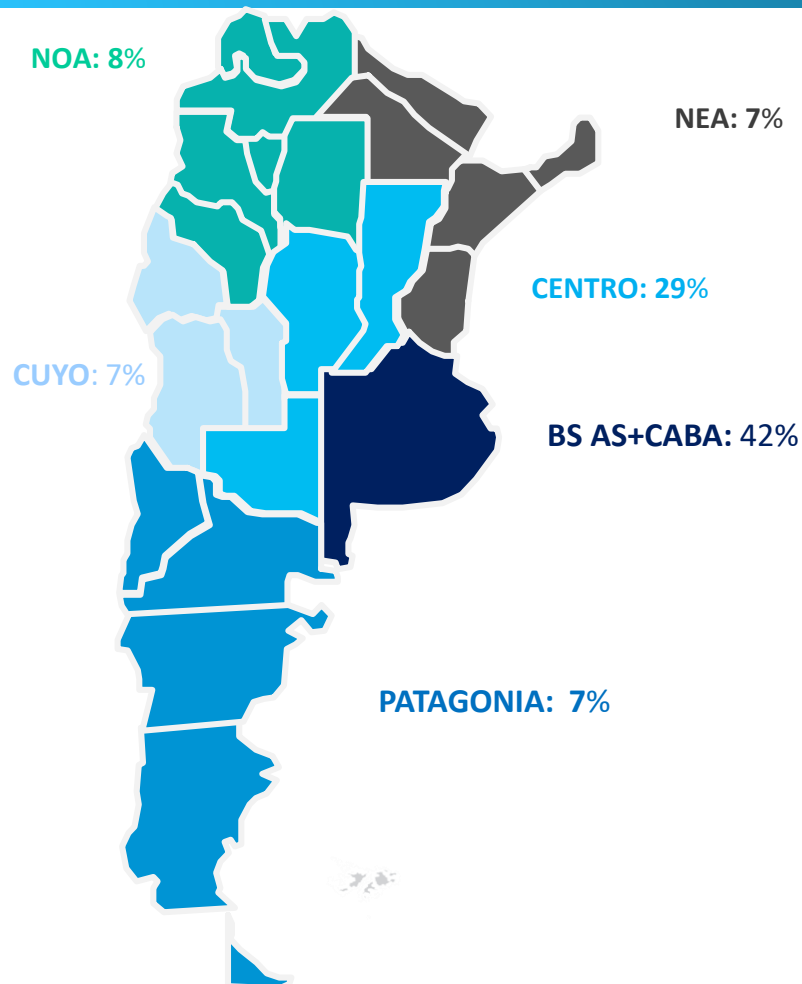 NOA: 8%
NEA: 7%
CENTRO: 29%
CUYO: 7%
BS AS+CABA: 42%
PATAGONIA: 7%